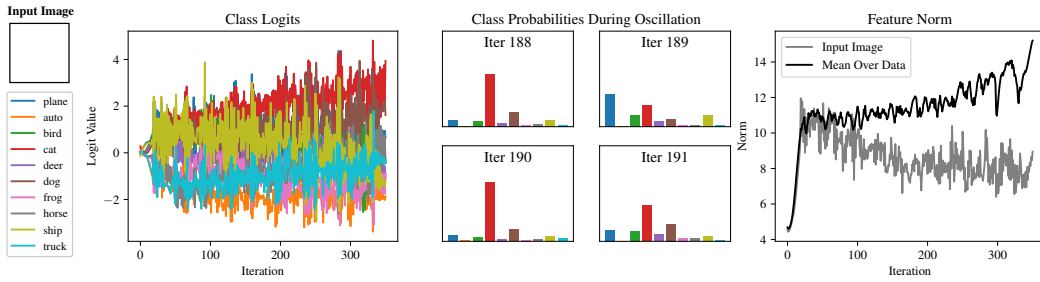 Input Image
plane
auto
bird
cat
deer
dog
frog
horse
ship
truck
Class Logits
Logit Value
4
2
0
−2
0
100
200
300
Iteration
Class Probabilities During Oscillation
Iter 188
Iter 189
Iter 190
Iter 191
Feature Norm
Input Image
Mean Over Data
Norm
14
12
10
8
6
4
0
100
200
300
Iteration